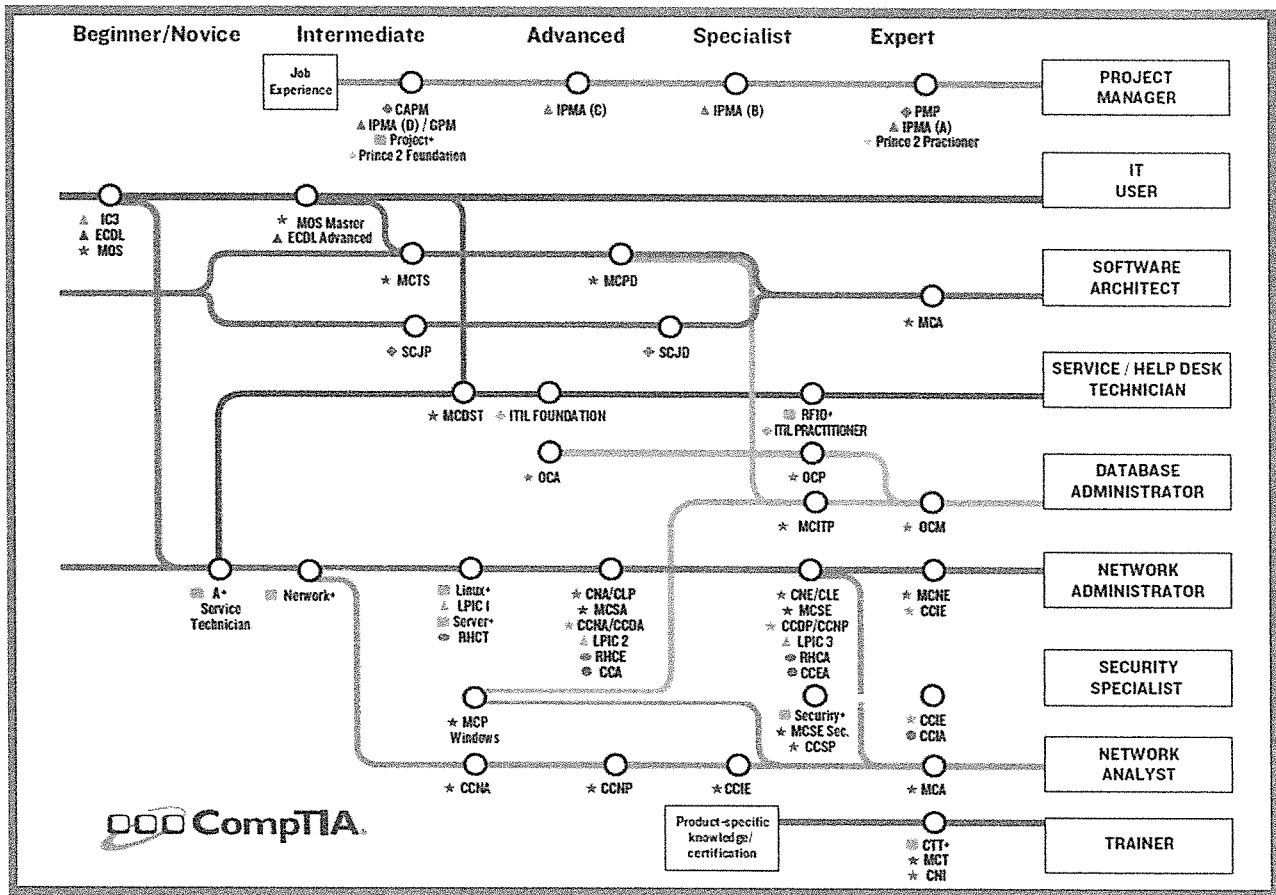 Beginner/Novice Intermediate Advanced Specialist Expert
Job
Experience
CAPM
IPMA (D) / GPM
Project+
Prince 2 Foundation
IPMA (C)
IPMA (B)
PMP
IPMA (A)
Prince 2 Practioner
PROJECT
MANAGER
IC3
ECDL
MOS
MOS Master
ECDL Advanced
IT
USER
MCTS
MCPD
SCJP
SCJD
MCA
SOFTWARE
ARCHITECT
MCDST
ITIL FOUNDATION
RFID+
ITIL PRACTITIONER
SERVICE / HELP DESK
TECHNICIAN
OCA
OCP
MCITP
OCM
DATABASE
ADMINISTRATOR
A+
Service
Technician
Network+
Linux+
LPIC 1
Server+
RHCT
CNA/CLP
MCSA
CCNA/CCDA
LPIC 2
RHCE
CCA
CNE/CLE
MCSE
CCDP/CCNP
LPIC 3
RHCA
CCEA
MCNE
CCIE
NETWORK
ADMINISTRATOR
MCP
Windows
Security+
MCSE Sec.
CCSP
CCIE
CCIA
SECURITY
SPECIALIST
CCNA
CCNP
CCIE
MCA
NETWORK
ANALYST
CompTIA.
Product-specific
knowledge/
certification
CTT+
MCT
CNI
TRAINER